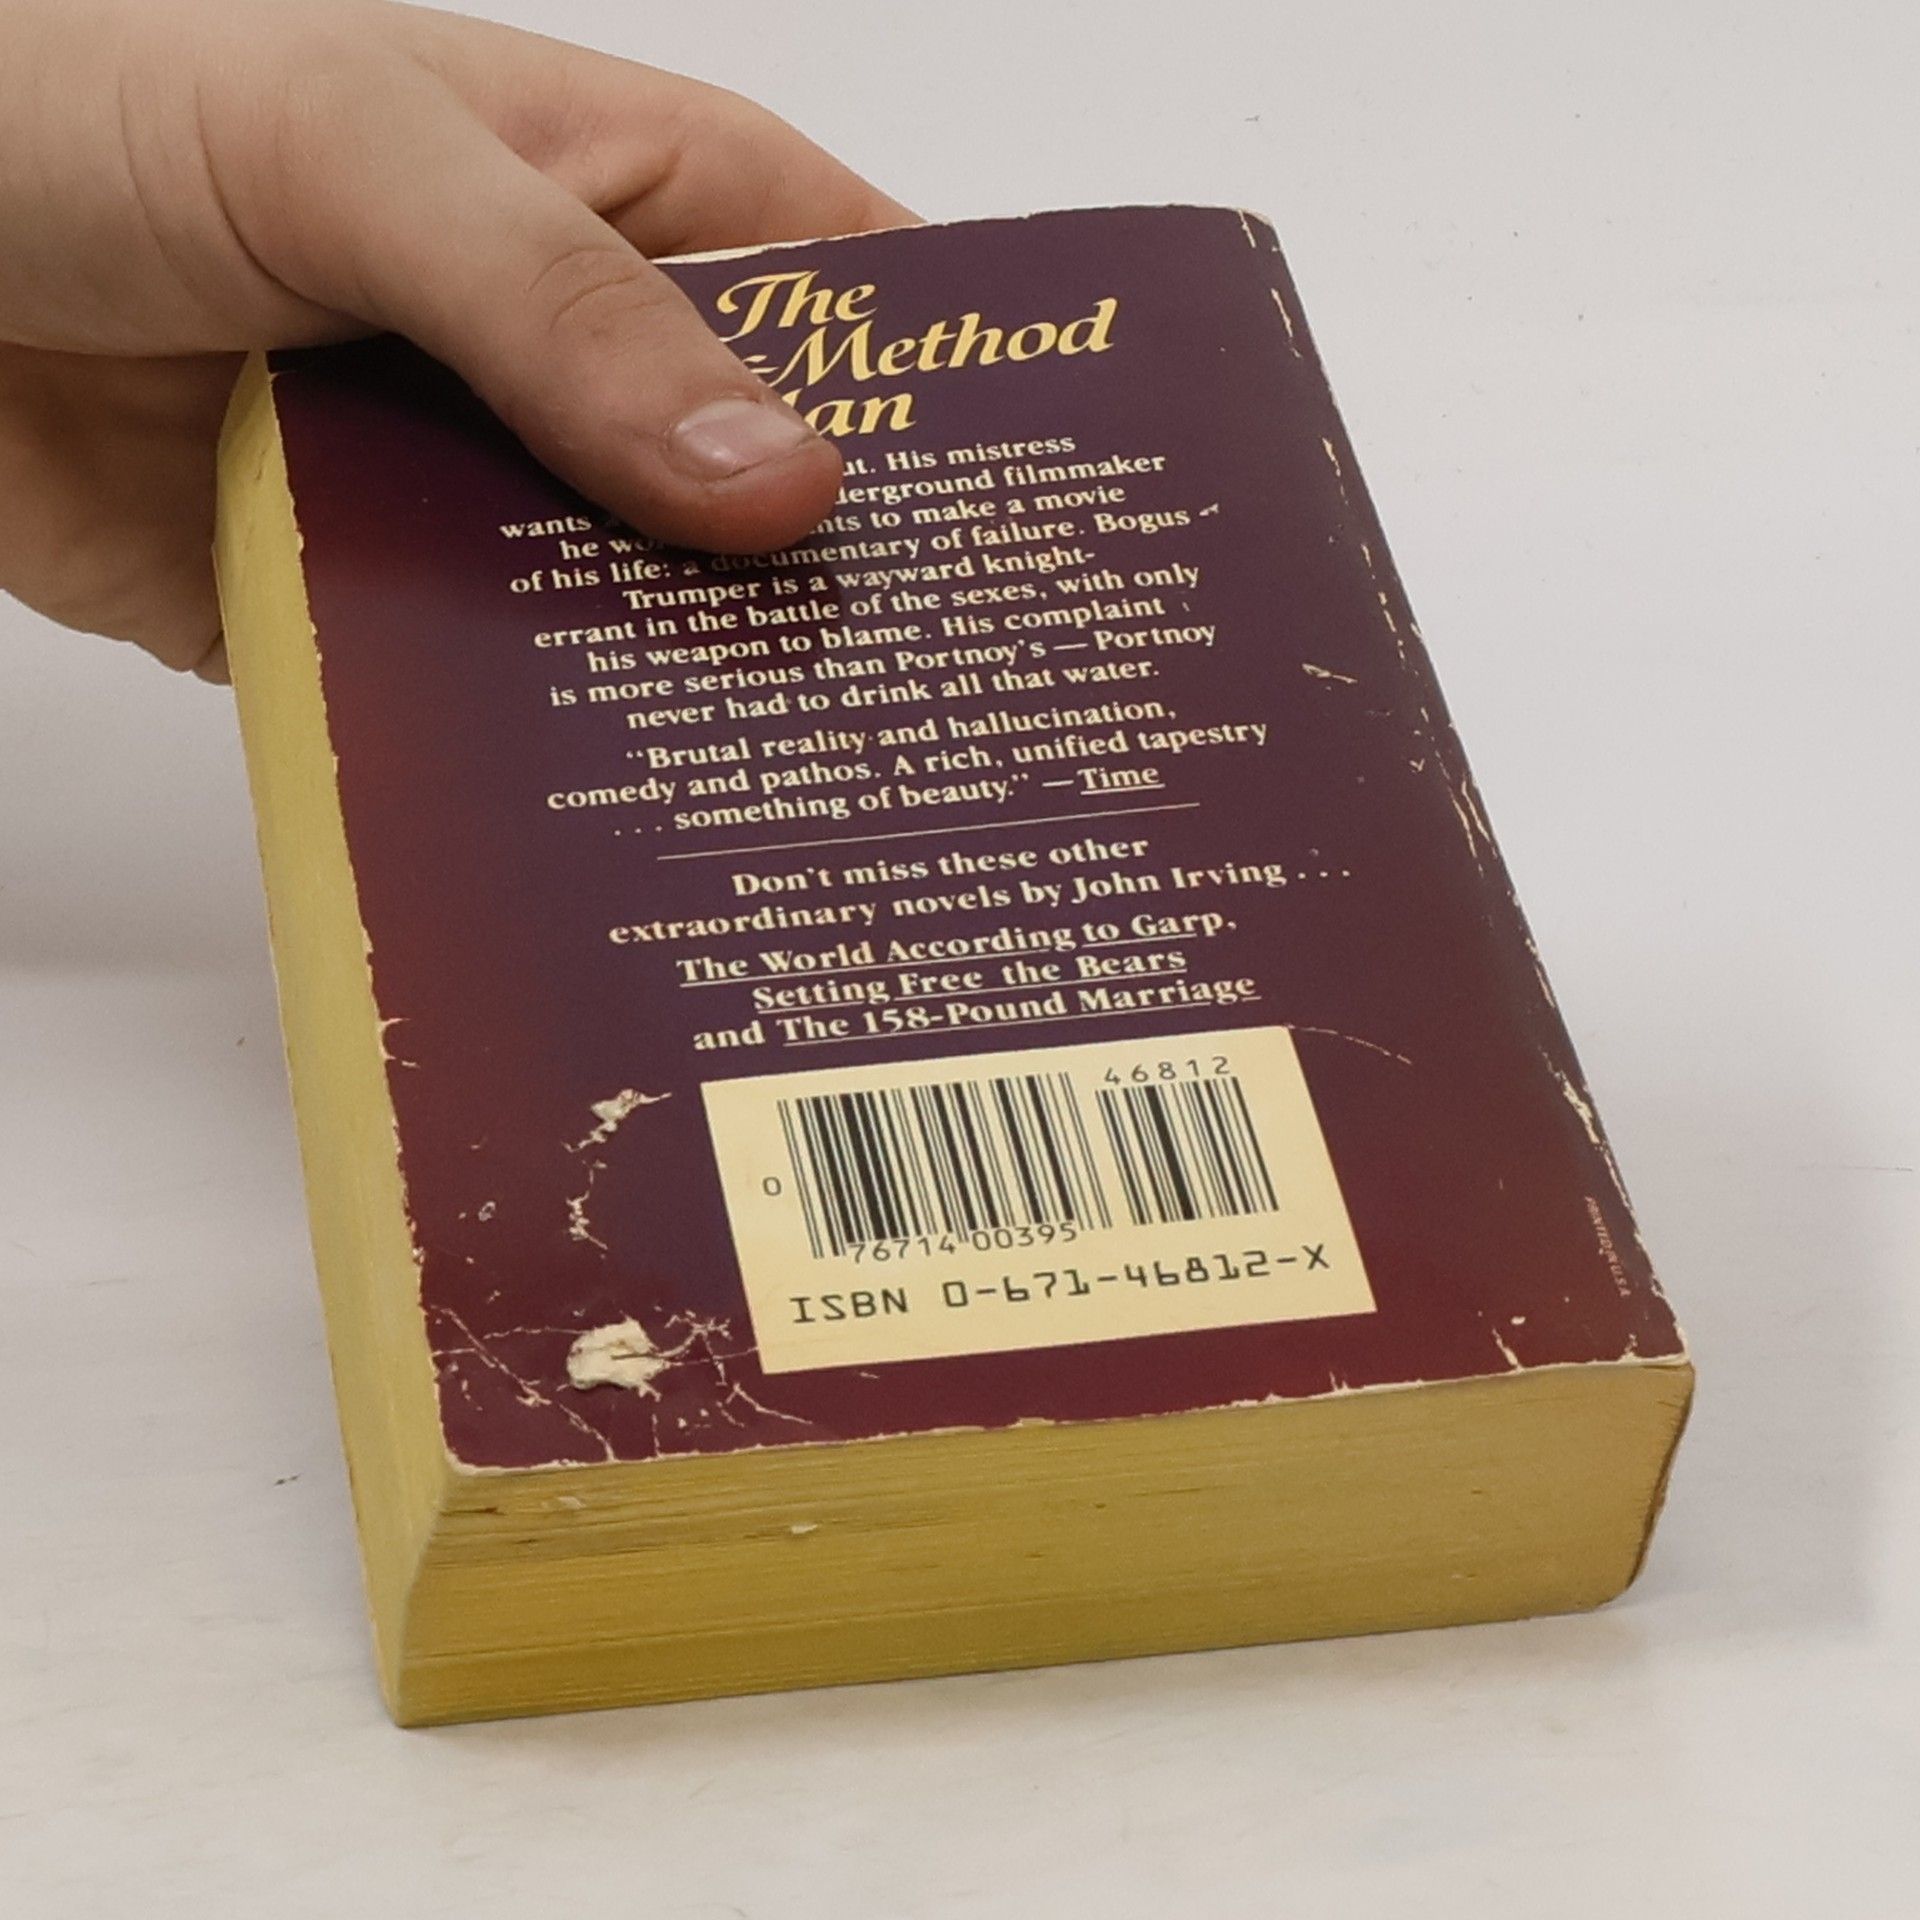 The
-Method
an
ut. His mistress
wants erground filmmaker
he nts to make a movie
of his life: a documentary of failure. Bogus
Trumper is a wayward knight-
errant in the battle of the sexes, with only
his weapon to blame. His complaint
is more serious than Portnoy's — Portnoy
never had to drink all that water.
"Brutal reality and hallucination,
comedy and pathos. A rich, unified tapestry
. . . something of beauty." — Time
Don't miss these other
extraordinary novels by John Irving . . .
The World According to Garp,
Setting Free the Bears
and The 158-Pound Marriage
46812
0
76714 00395
ISBN 0-671-46812-X